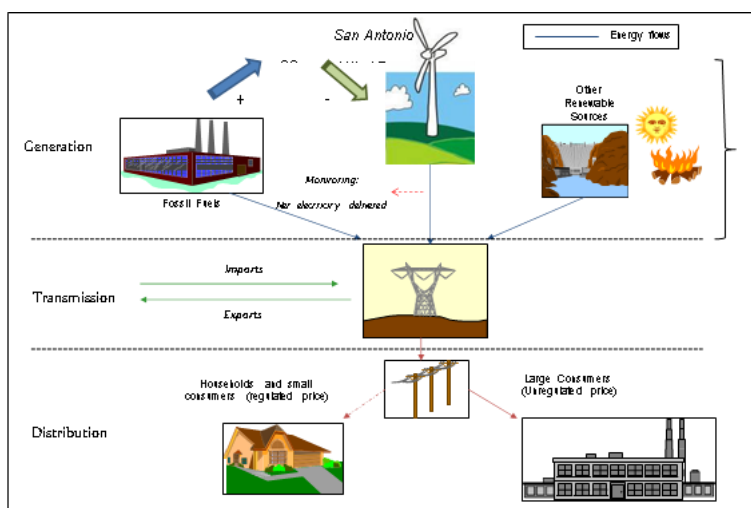 San Antonio
Energy flows
+
-
Other
Renewable
Sources
Generation
Monitoring:
Net electricity delivered
Fossil Fuels
Imports
Transmission
Exports
Households and small
consumers (regulated price)
Large Consumers
(Unregulated price)
Distribution